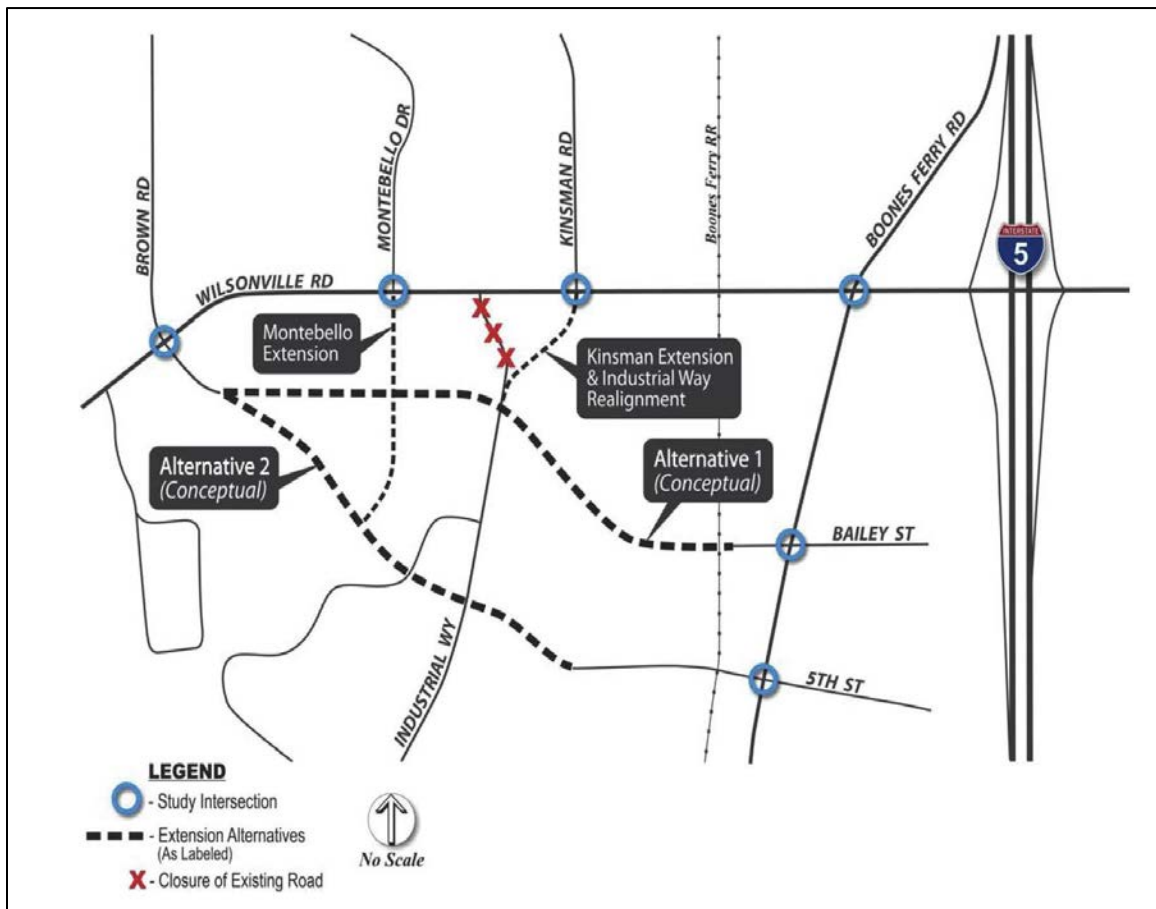 BROWN RD
MONTEBELLO DR
KINSMAN RD
Boones Ferry RR
BOONES FERRY RD
INTERSTATE
5
WILSONVILLE RD
Montebello
Extension
Kinsman Extension
& Industrial Way
Realignment
Alternative 2
(Conceptual)
Alternative 1
(Conceptual)
BAILEY ST
INDUSTRIAL WY
5TH ST
LEGEND
- Study Intersection
- Extension Alternatives
(As Labeled)
X - Closure of Existing Road
No Scale